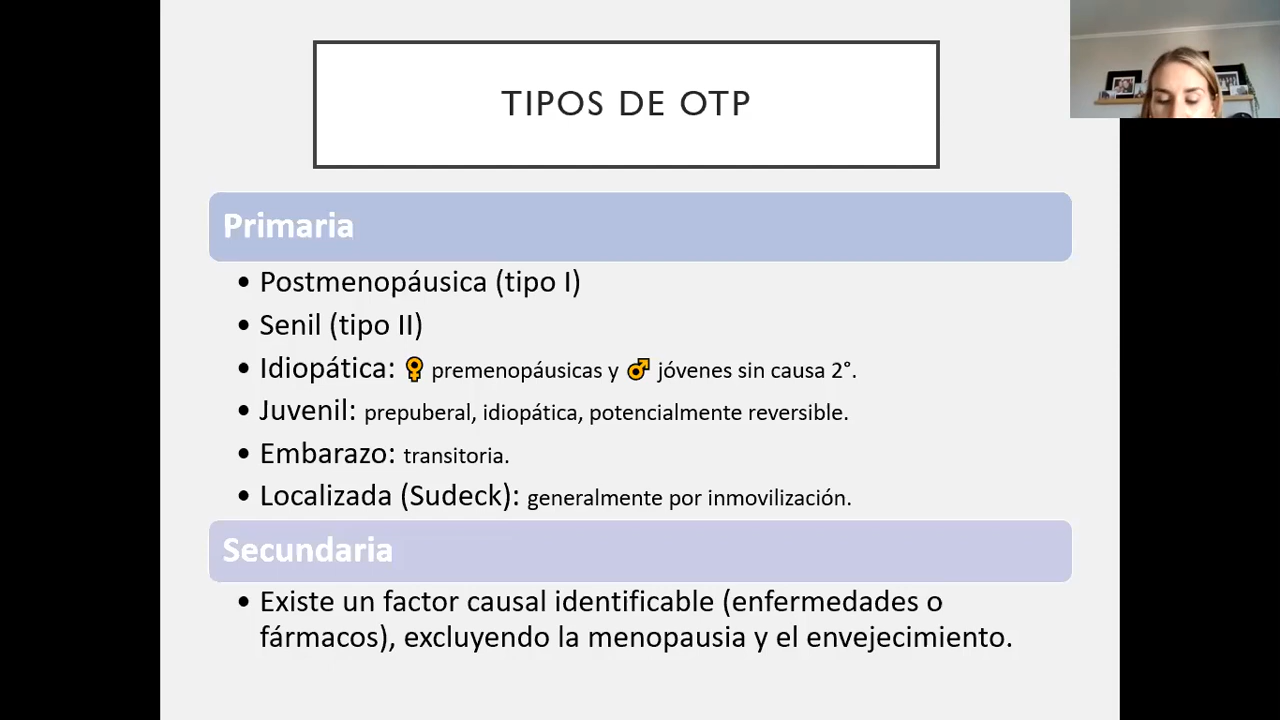 TIPOS DE OTP
Primaria
• Postmenopáusica (tipo I)
• Senil (tipo II)
• Idiopática: ♀ premenopáusicas y ♂ jóvenes sin causa 2°.
• Juvenil: prepuberal, idiopática, potencialmente reversible.
• Embarazo: transitoria.
• Localizada (Sudeck): generalmente por inmovilización.
Secundaria
• Existe un factor causal identificable (enfermedades o
fármacos), excluyendo la menopausia y el envejecimiento.